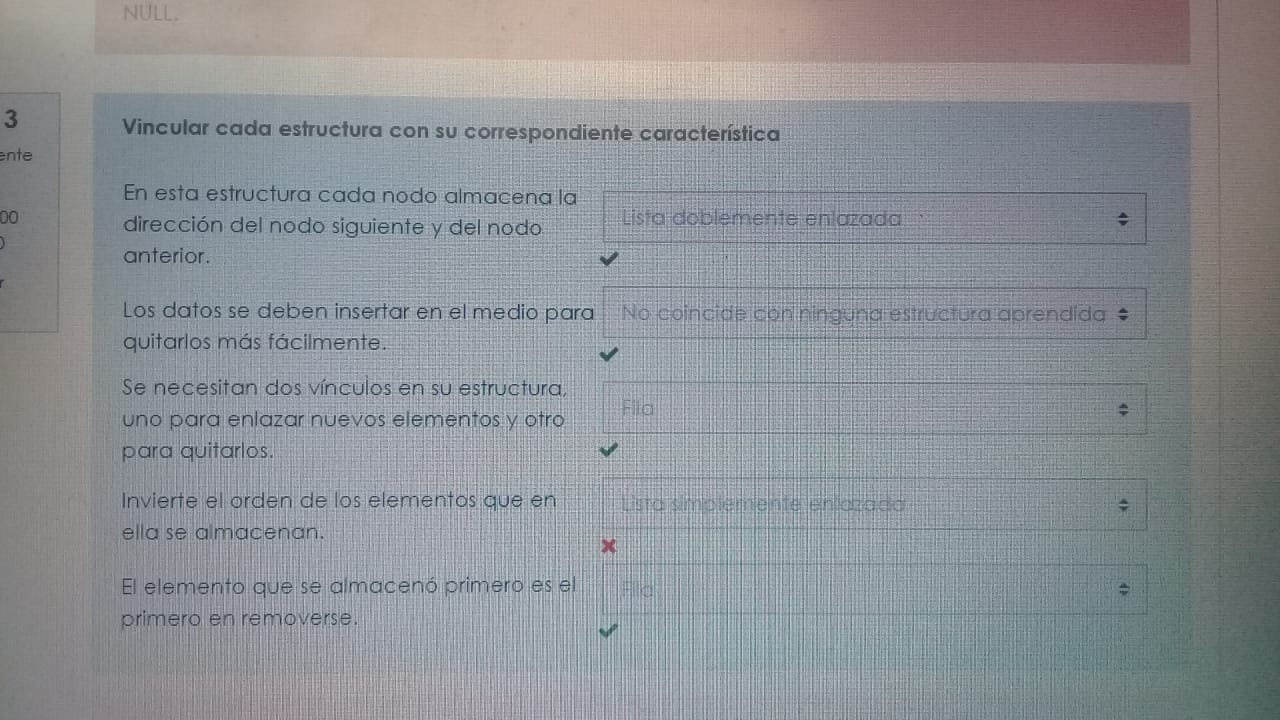 NULL.
3
ente
00
Vincular cada estructura con su correspondiente característica
En esta estructura cada nodo almacena la
dirección del nodo siguiente y del nodo
anterior.
Lista doblemente enlazada
Los datos se deben insertar en el medio para
quitarlos más fácilmente.
No coincide con ninguna estructura aprendida
Se necesitan dos vínculos en su estructura,
uno para enlazar nuevos elementos y otro
para quitarlos.
Fila
Invierte el orden de los elementos que en
ella se almacenan.
Lista simplemente enlazada
El elemento que se almacenó primero es el
primero en removerse.
Fila